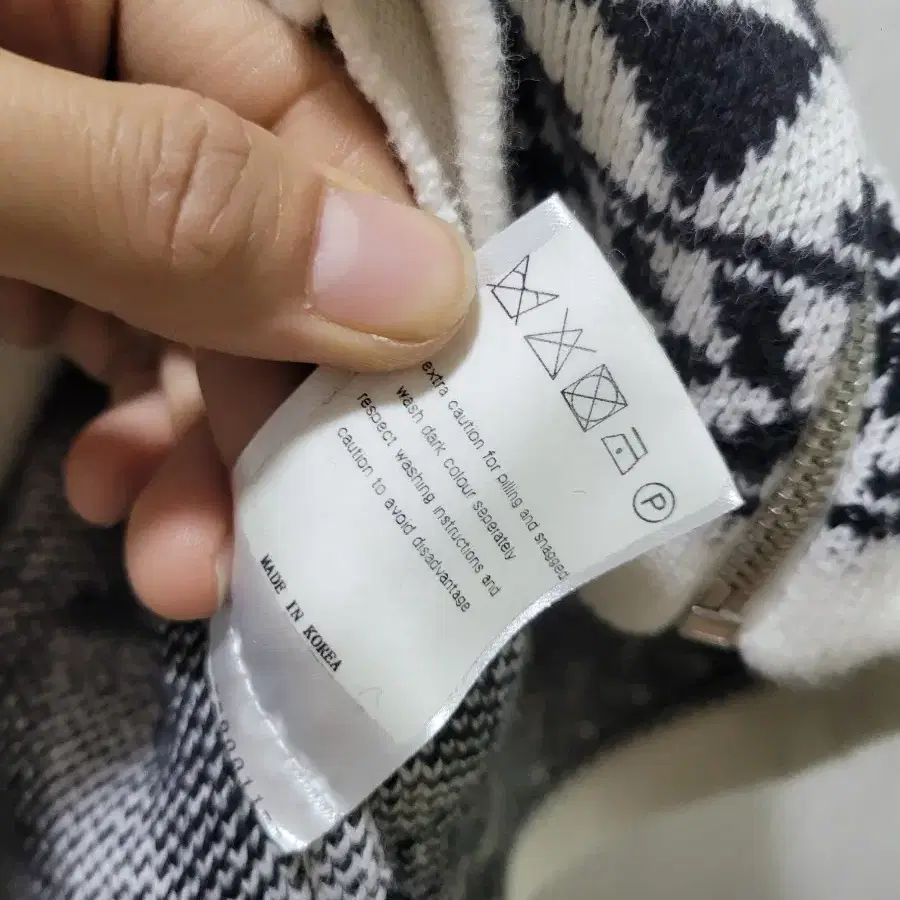 P
extra caution for pilling and snagged
wash dark colour seperately
respect washing instructions and
caution to avoid disadvantage
MADE IN KOREA